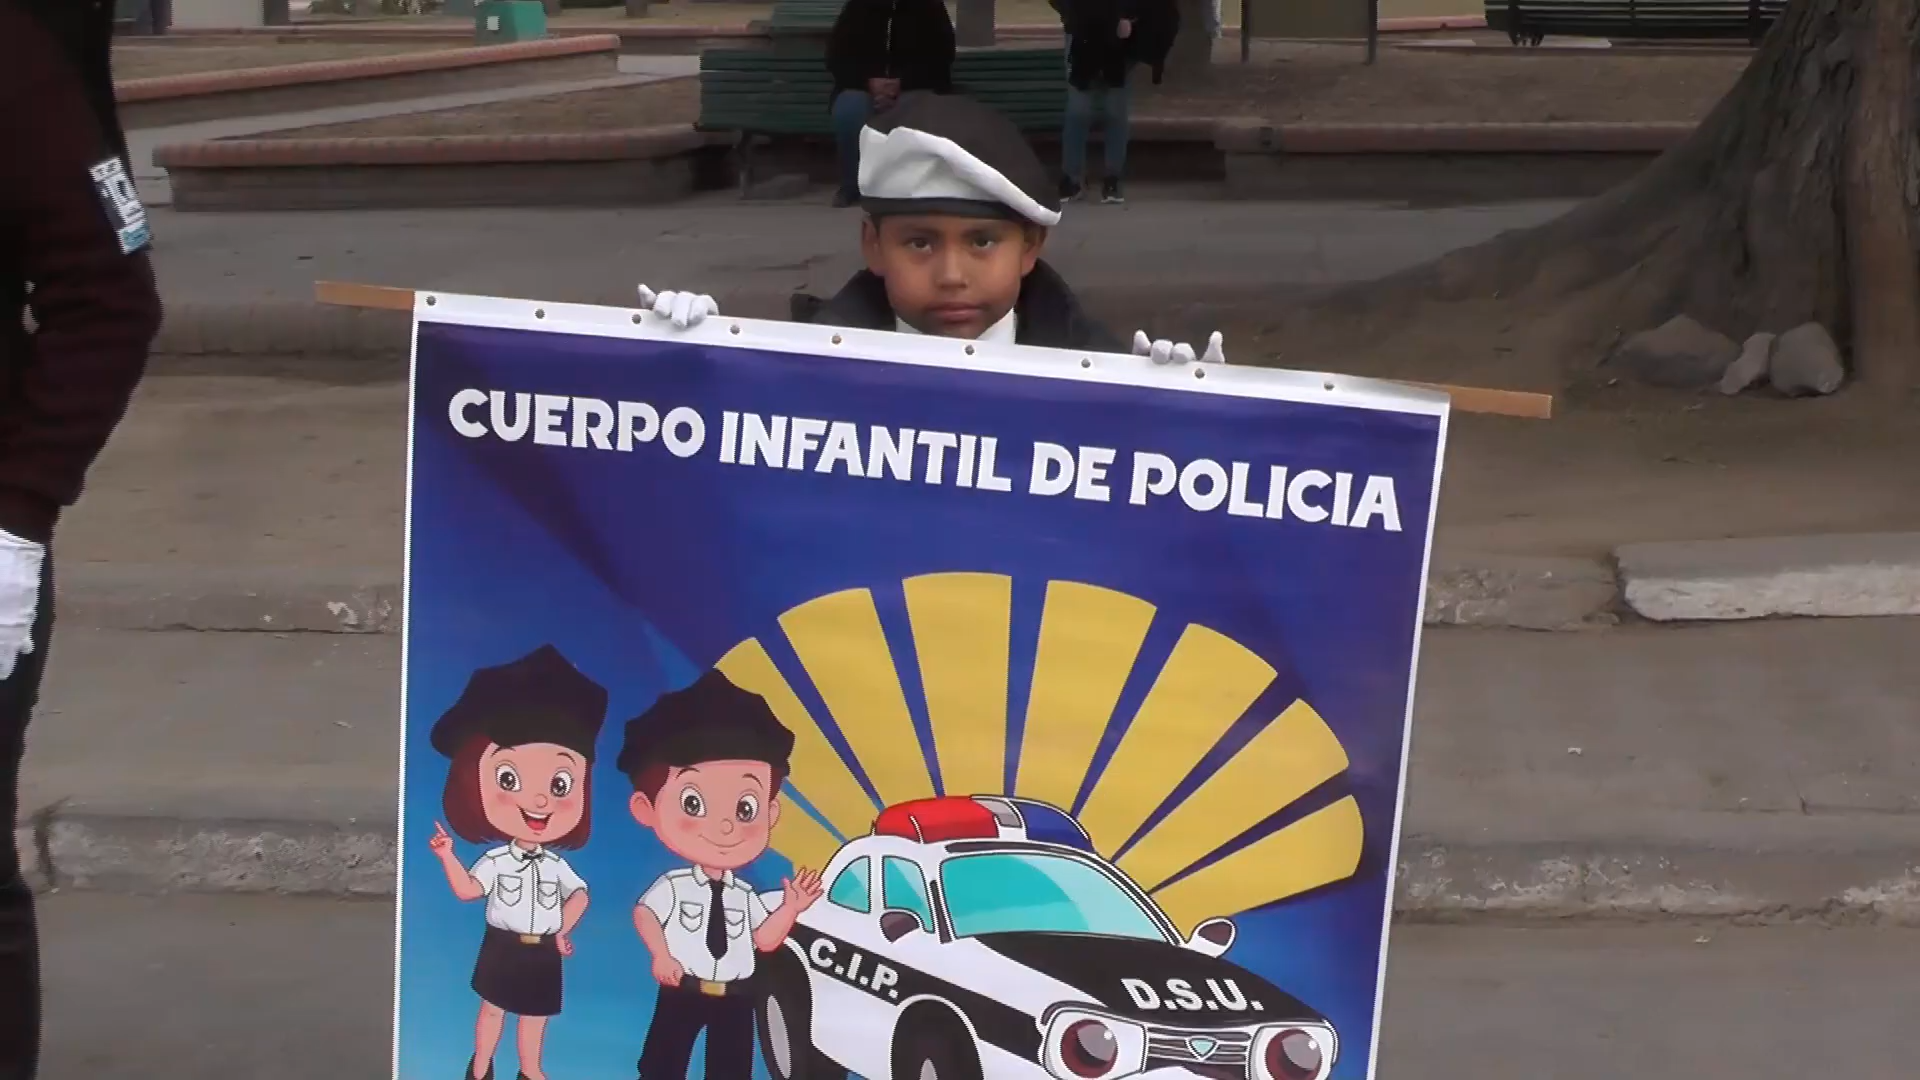 CUERPO INFANTIL DE POLICIA
C.I.P.
D.S.U.